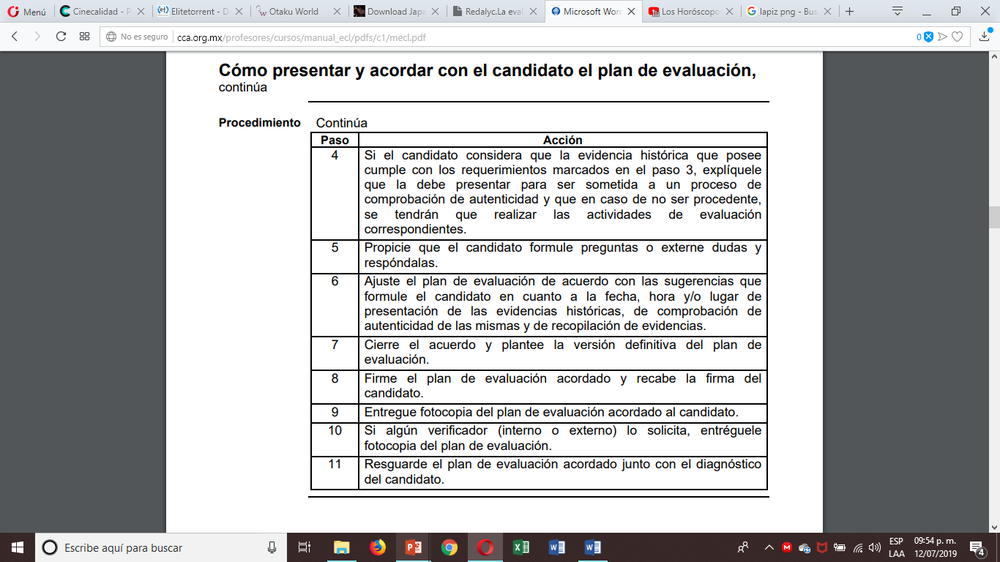 Menú
Cinecalidad - P
Elitetorrent - D
Otaku World
Download Japa
Redalyc.La eval
Microsoft Word
Los Horóscopo
lapiz png - Bus
No es seguro
cca.org.mx/profesores/cursos/manual_ecl/pdfs/c1/mecl.pdf
0
Cómo presentar y acordar con el candidato el plan de evaluación,
continúa
Procedimiento Continúa
Paso Acción
4 Si el candidato considera que la evidencia histórica que posee
cumple con los requerimientos marcados en el paso 3, explíquele
que la debe presentar para ser sometida a un proceso de
comprobación de autenticidad y que en caso de no ser procedente,
se tendrán que realizar las actividades de evaluación
correspondientes.
5 Propicie que el candidato formule preguntas o externe dudas y
respóndalas.
6 Ajuste el plan de evaluación de acuerdo con las sugerencias que
formule el candidato en cuanto a la fecha, hora y/o lugar de
presentación de las evidencias históricas, de comprobación de
autenticidad de las mismas y de recopilación de evidencias.
7 Cierre el acuerdo y plantee la versión definitiva del plan de
evaluación.
8 Firme el plan de evaluación acordado y recabe la firma del
candidato.
9 Entregue fotocopia del plan de evaluación acordado al candidato.
10 Si algún verificador (interno o externo) lo solicita, entréguele
fotocopia del plan de evaluación.
11 Resguarde el plan de evaluación acordado junto con el diagnóstico
del candidato.
Escribe aquí para buscar
ESP
LAA
09:54 p. m.
12/07/2019
4